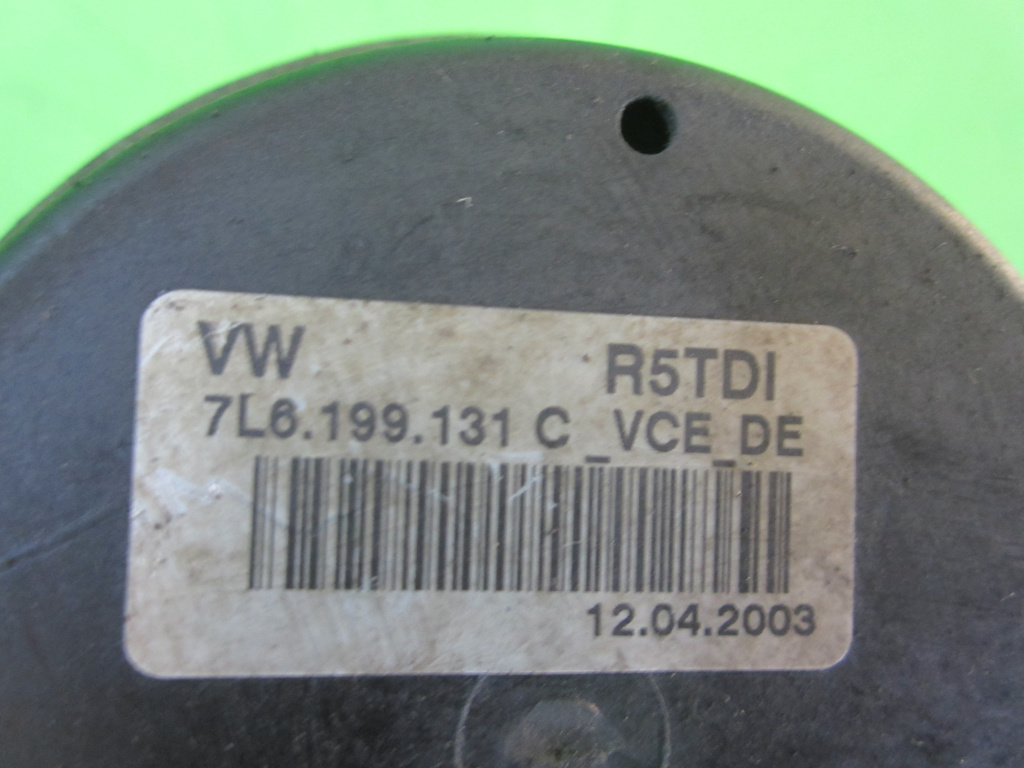 VW R5TDI
7L6.199.131 C _VCE_DE
12.04.2003